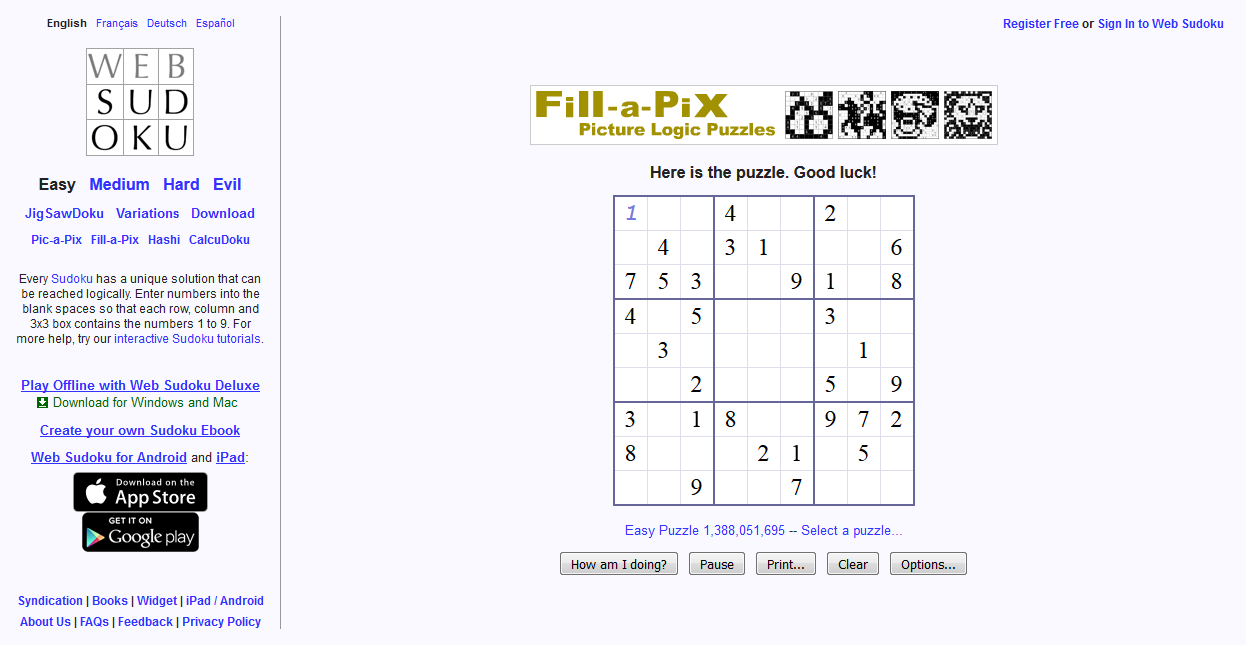 English Français Deutsch Español
Register Free or Sign In to Web Sudoku
WEB
SUD
OKU
Fill-a-Pix
Picture Logic Puzzles
Easy Medium Hard Evil
JigSawDoku Variations Download
Pic-a-Pix Fill-a-Pix Hashi CalcuDoku
Every Sudoku has a unique solution that can
be reached logically. Enter numbers into the
blank spaces so that each row, column and
3x3 box contains the numbers 1 to 9. For
more help, try our interactive Sudoku tutorials.
Play Offline with Web Sudoku Deluxe
Download for Windows and Mac
Create your own Sudoku Ebook
Web Sudoku for Android and iPad:
Download on the
App Store
GET IT ON
Google play
Syndication | Books | Widget | iPad / Android
About Us | FAQs | Feedback | Privacy Policy
Here is the puzzle. Good luck!
1 4 2
4 3 1 6
7 5 3 9 1 8
4 5 3
3 1
2 5 9
3 1 8 9 7 2
8 2 1 5
9 7
Easy Puzzle 1,388,051,695 -- Select a puzzle...
How am I doing? Pause Print... Clear Options...